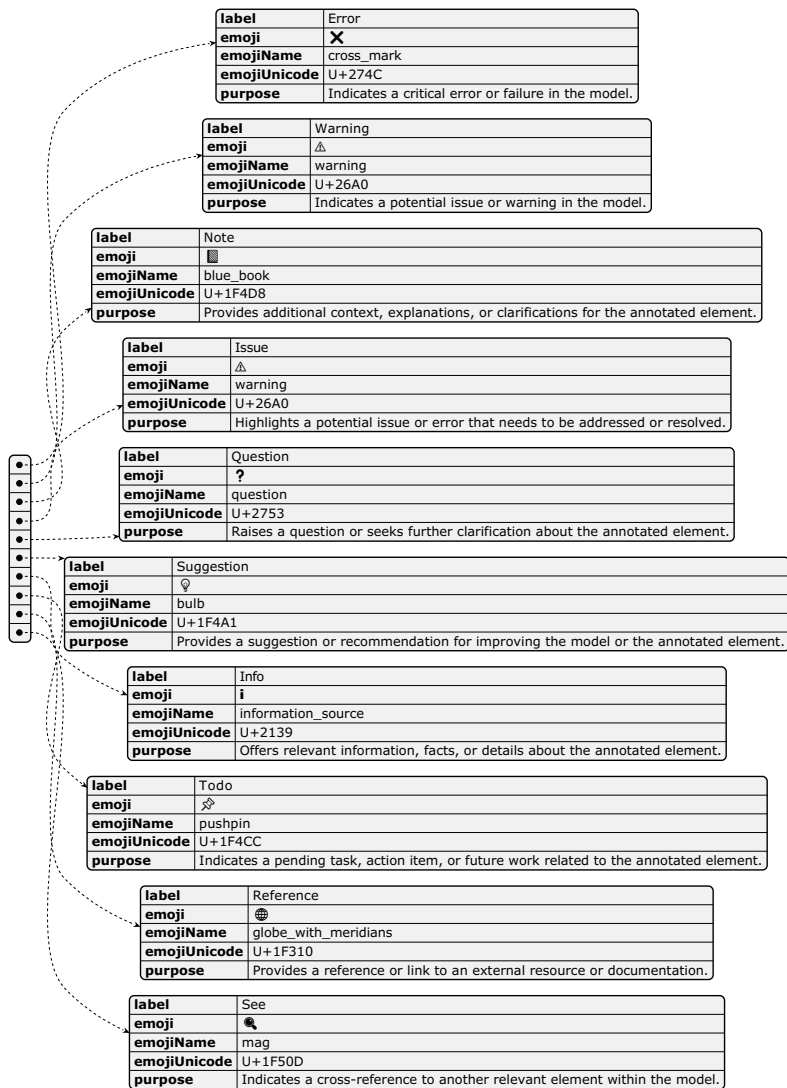 label Error
emoji ❌
emojiName cross_mark
emojiUnicode U+274C
purpose Indicates a critical error or failure in the model.
label Warning
emoji ⚠
emojiName warning
emojiUnicode U+26A0
purpose Indicates a potential issue or warning in the model.
label Note
emoji 📘
emojiName blue_book
emojiUnicode U+1F4D8
purpose Provides additional context, explanations, or clarifications for the annotated element.
label Issue
emoji ⚠
emojiName warning
emojiUnicode U+26A0
purpose Highlights a potential issue or error that needs to be addressed or resolved.
label Question
emoji ❓
emojiName question
emojiUnicode U+2753
purpose Raises a question or seeks further clarification about the annotated element.
label Suggestion
emoji 💡
emojiName bulb
emojiUnicode U+1F4A1
purpose Provides a suggestion or recommendation for improving the model or the annotated element.
label Info
emoji ℹ
emojiName information_source
emojiUnicode U+2139
purpose Offers relevant information, facts, or details about the annotated element.
label Todo
emoji 📌
emojiName pushpin
emojiUnicode U+1F4CC
purpose Indicates a pending task, action item, or future work related to the annotated element.
label Reference
emoji 🌐
emojiName globe_with_meridians
emojiUnicode U+1F310
purpose Provides a reference or link to an external resource or documentation.
label See
emoji 🔍
emojiName mag
emojiUnicode U+1F50D
purpose Indicates a cross-reference to another relevant element within the model.